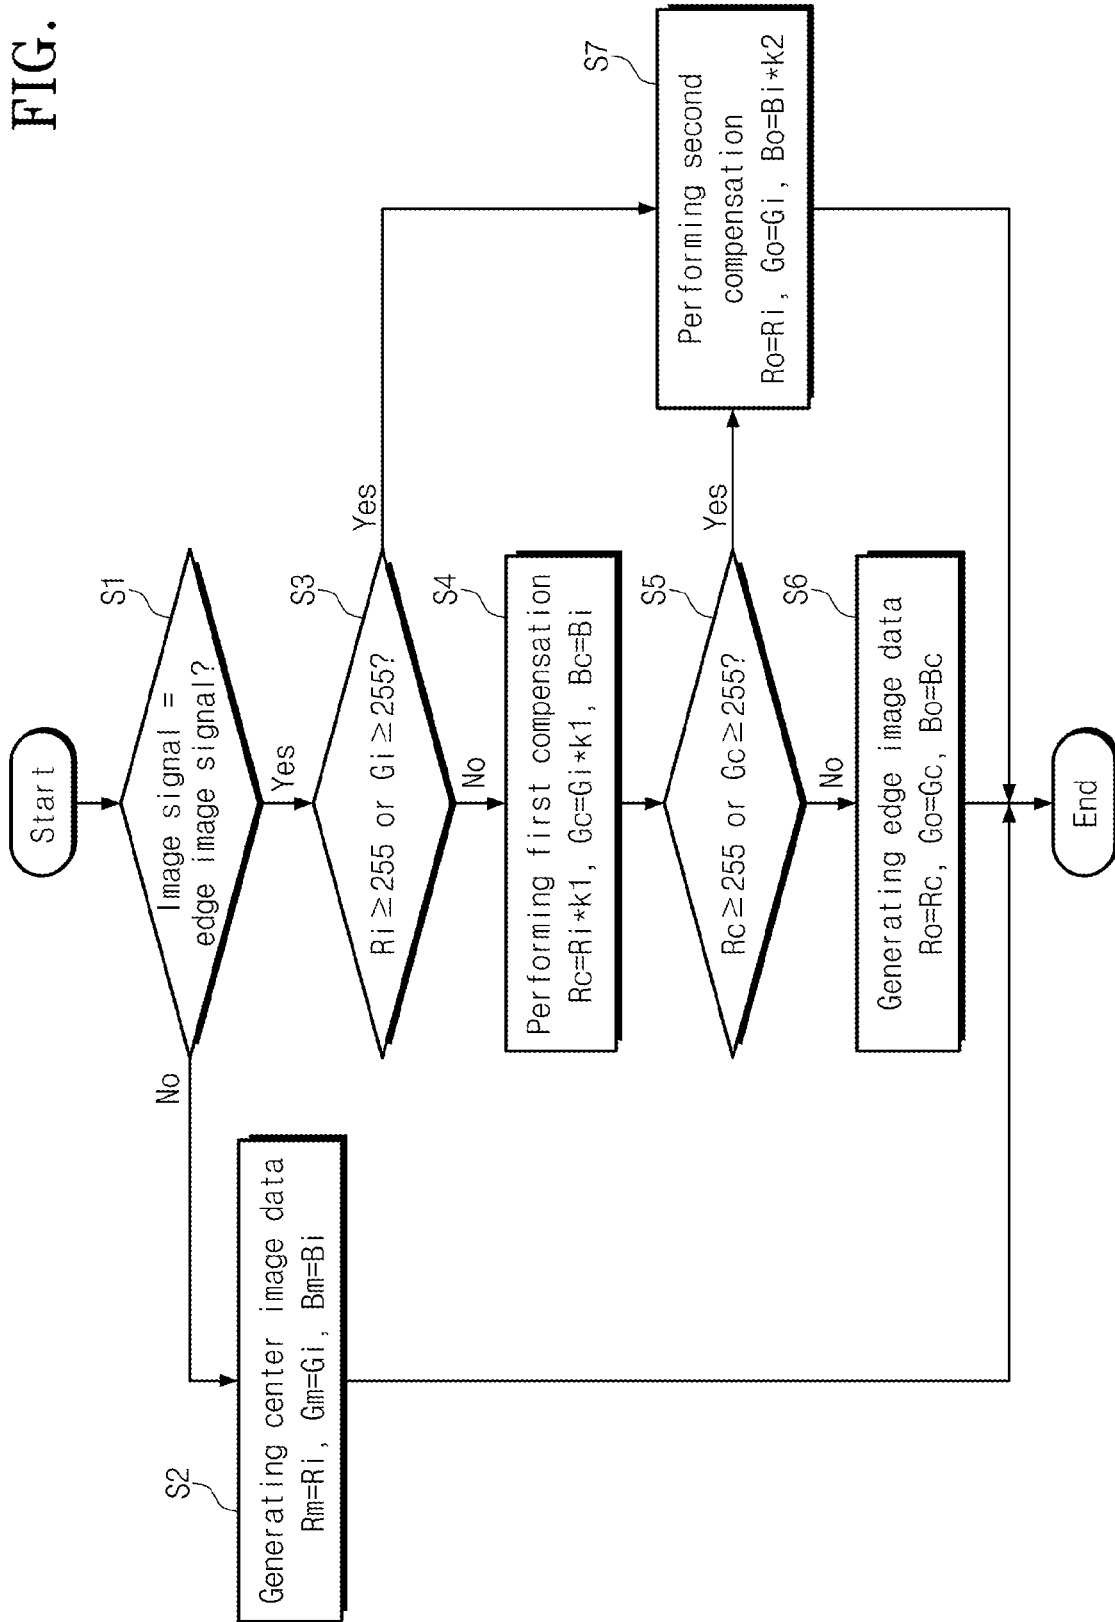 FIG.
Start
S1
Image signal =
edge image signal?
No
Yes
S2
Generating center image data
Rm=Ri, Gm=Gi, Bm=Bi
S3
Ri≥255 or Gi≥255?
Yes
No
S4
Performing first compensation
Rc=Ri*k1, Gc=Gi*k1, Bc=Bi
S5
Rc≥255 or Gc≥255?
Yes
No
S6
Generating edge image data
Ro=Rc, Go=Gc, Bo=Bc
S7
Performing second
compensation
Ro=Ri, Go=Gi, Bo=Bi*k2
End